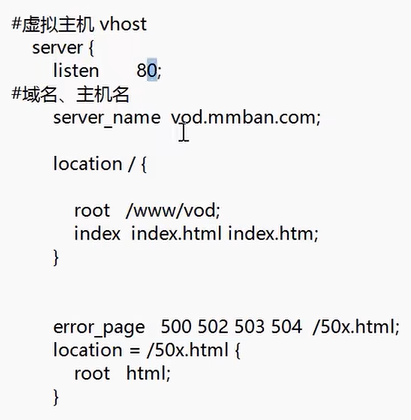 #虚拟主机 vhost
server {
listen 80;
#域名、主机名
server_name vod.mmban.com;
location / {
root /www/vod;
index index.html index.htm;
}
error_page 500 502 503 504 /50x.html;
location = /50x.html {
root html;
}